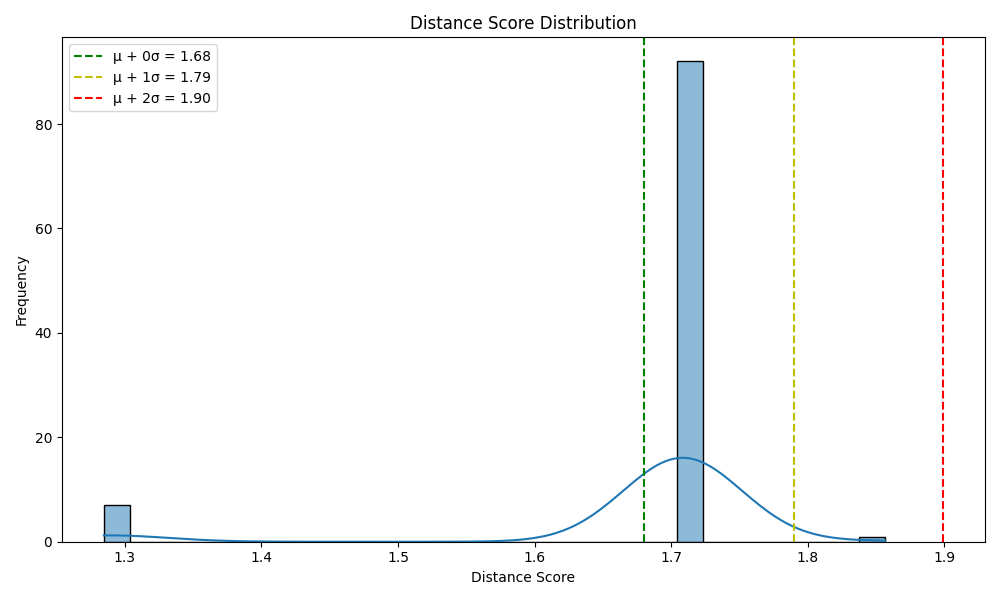 Distance Score Distribution
μ + 0σ = 1.68
μ + 1σ = 1.79
μ + 2σ = 1.90
Frequency
80
60
40
20
0
1.3 1.4 1.5 1.6 1.7 1.8 1.9
Distance Score